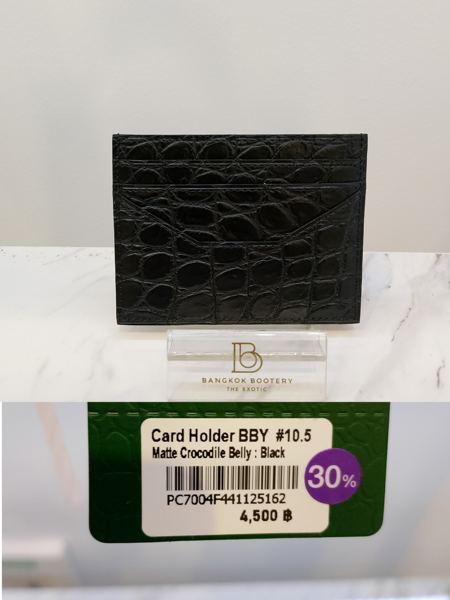 B
BANGKOK BOOTERY
THE EXOTIC
Card Holder BBY #10.5
Matte Crocodile Belly : Black
30%
PC7004F441125162
4,500 ฿